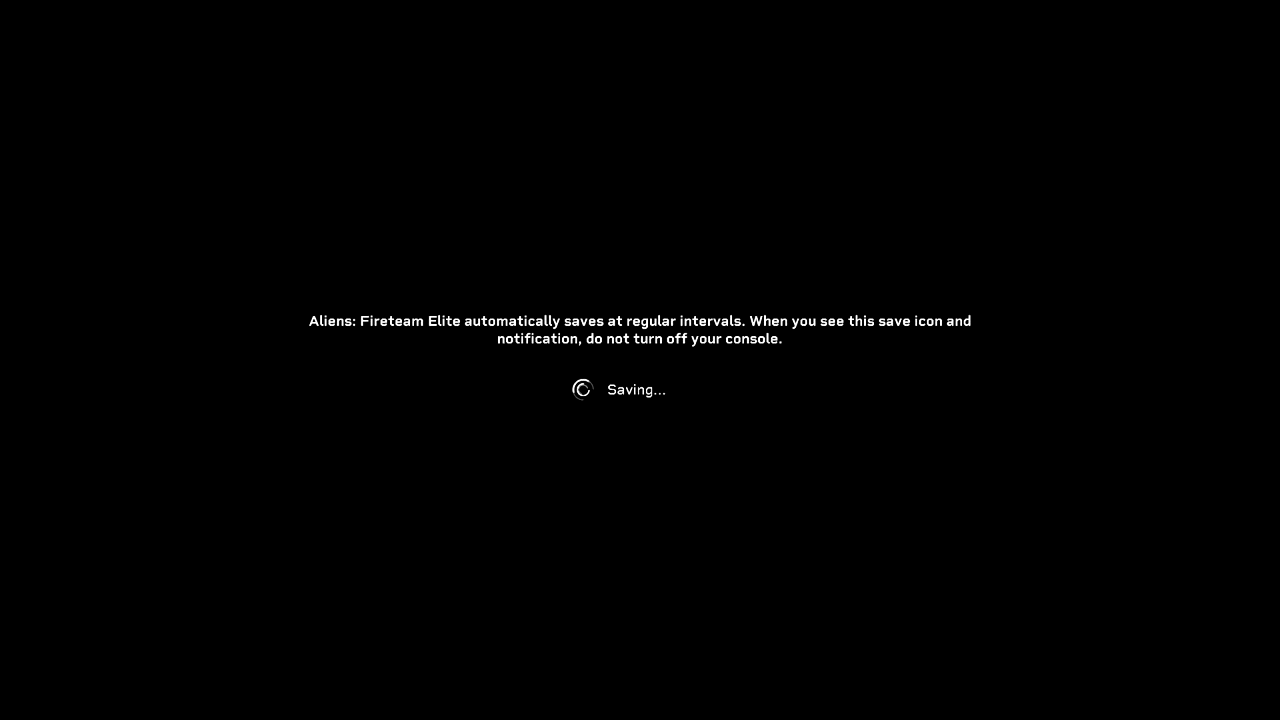 Aliens: Fireteam Elite automatically saves at regular intervals. When you see this save icon and
notification, do not turn off your console.
Saving...